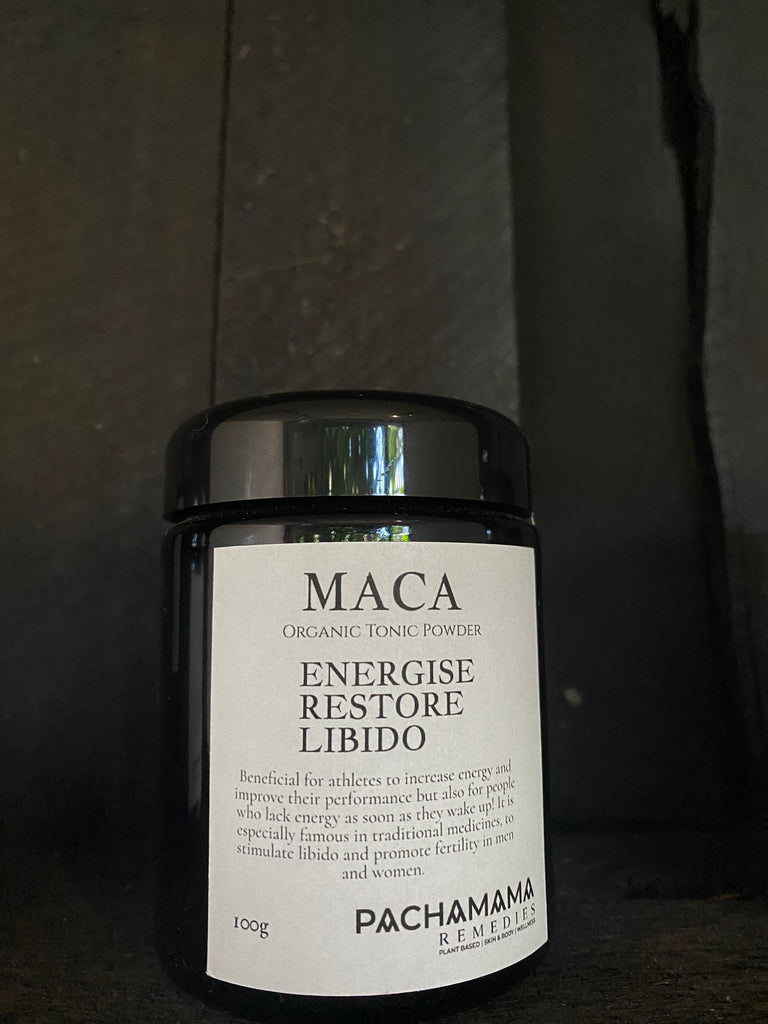 MACA
ORGANIC TONIC POWDER
ENERGISE
RESTORE
LIBIDO
Beneficial for athletes to increase energy and
improve their performance but also for people
who lack energy as soon as they wake up! It is
especially famous in traditional medicines, to
stimulate libido and promote fertility in men
and women.
100g
PACHAMAMA
REMEDIES
PLANT BASED | SKIN & BODY | WELLNESS